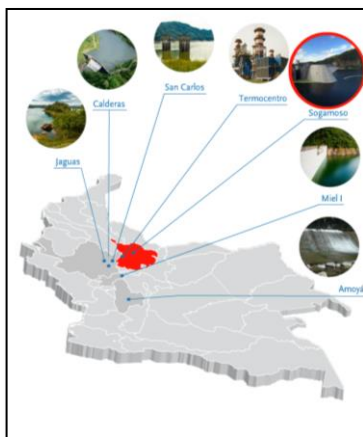 San Carlos
Calderas
Termocentro
Sogamoso
Jaguas
Miel I
Amoyá